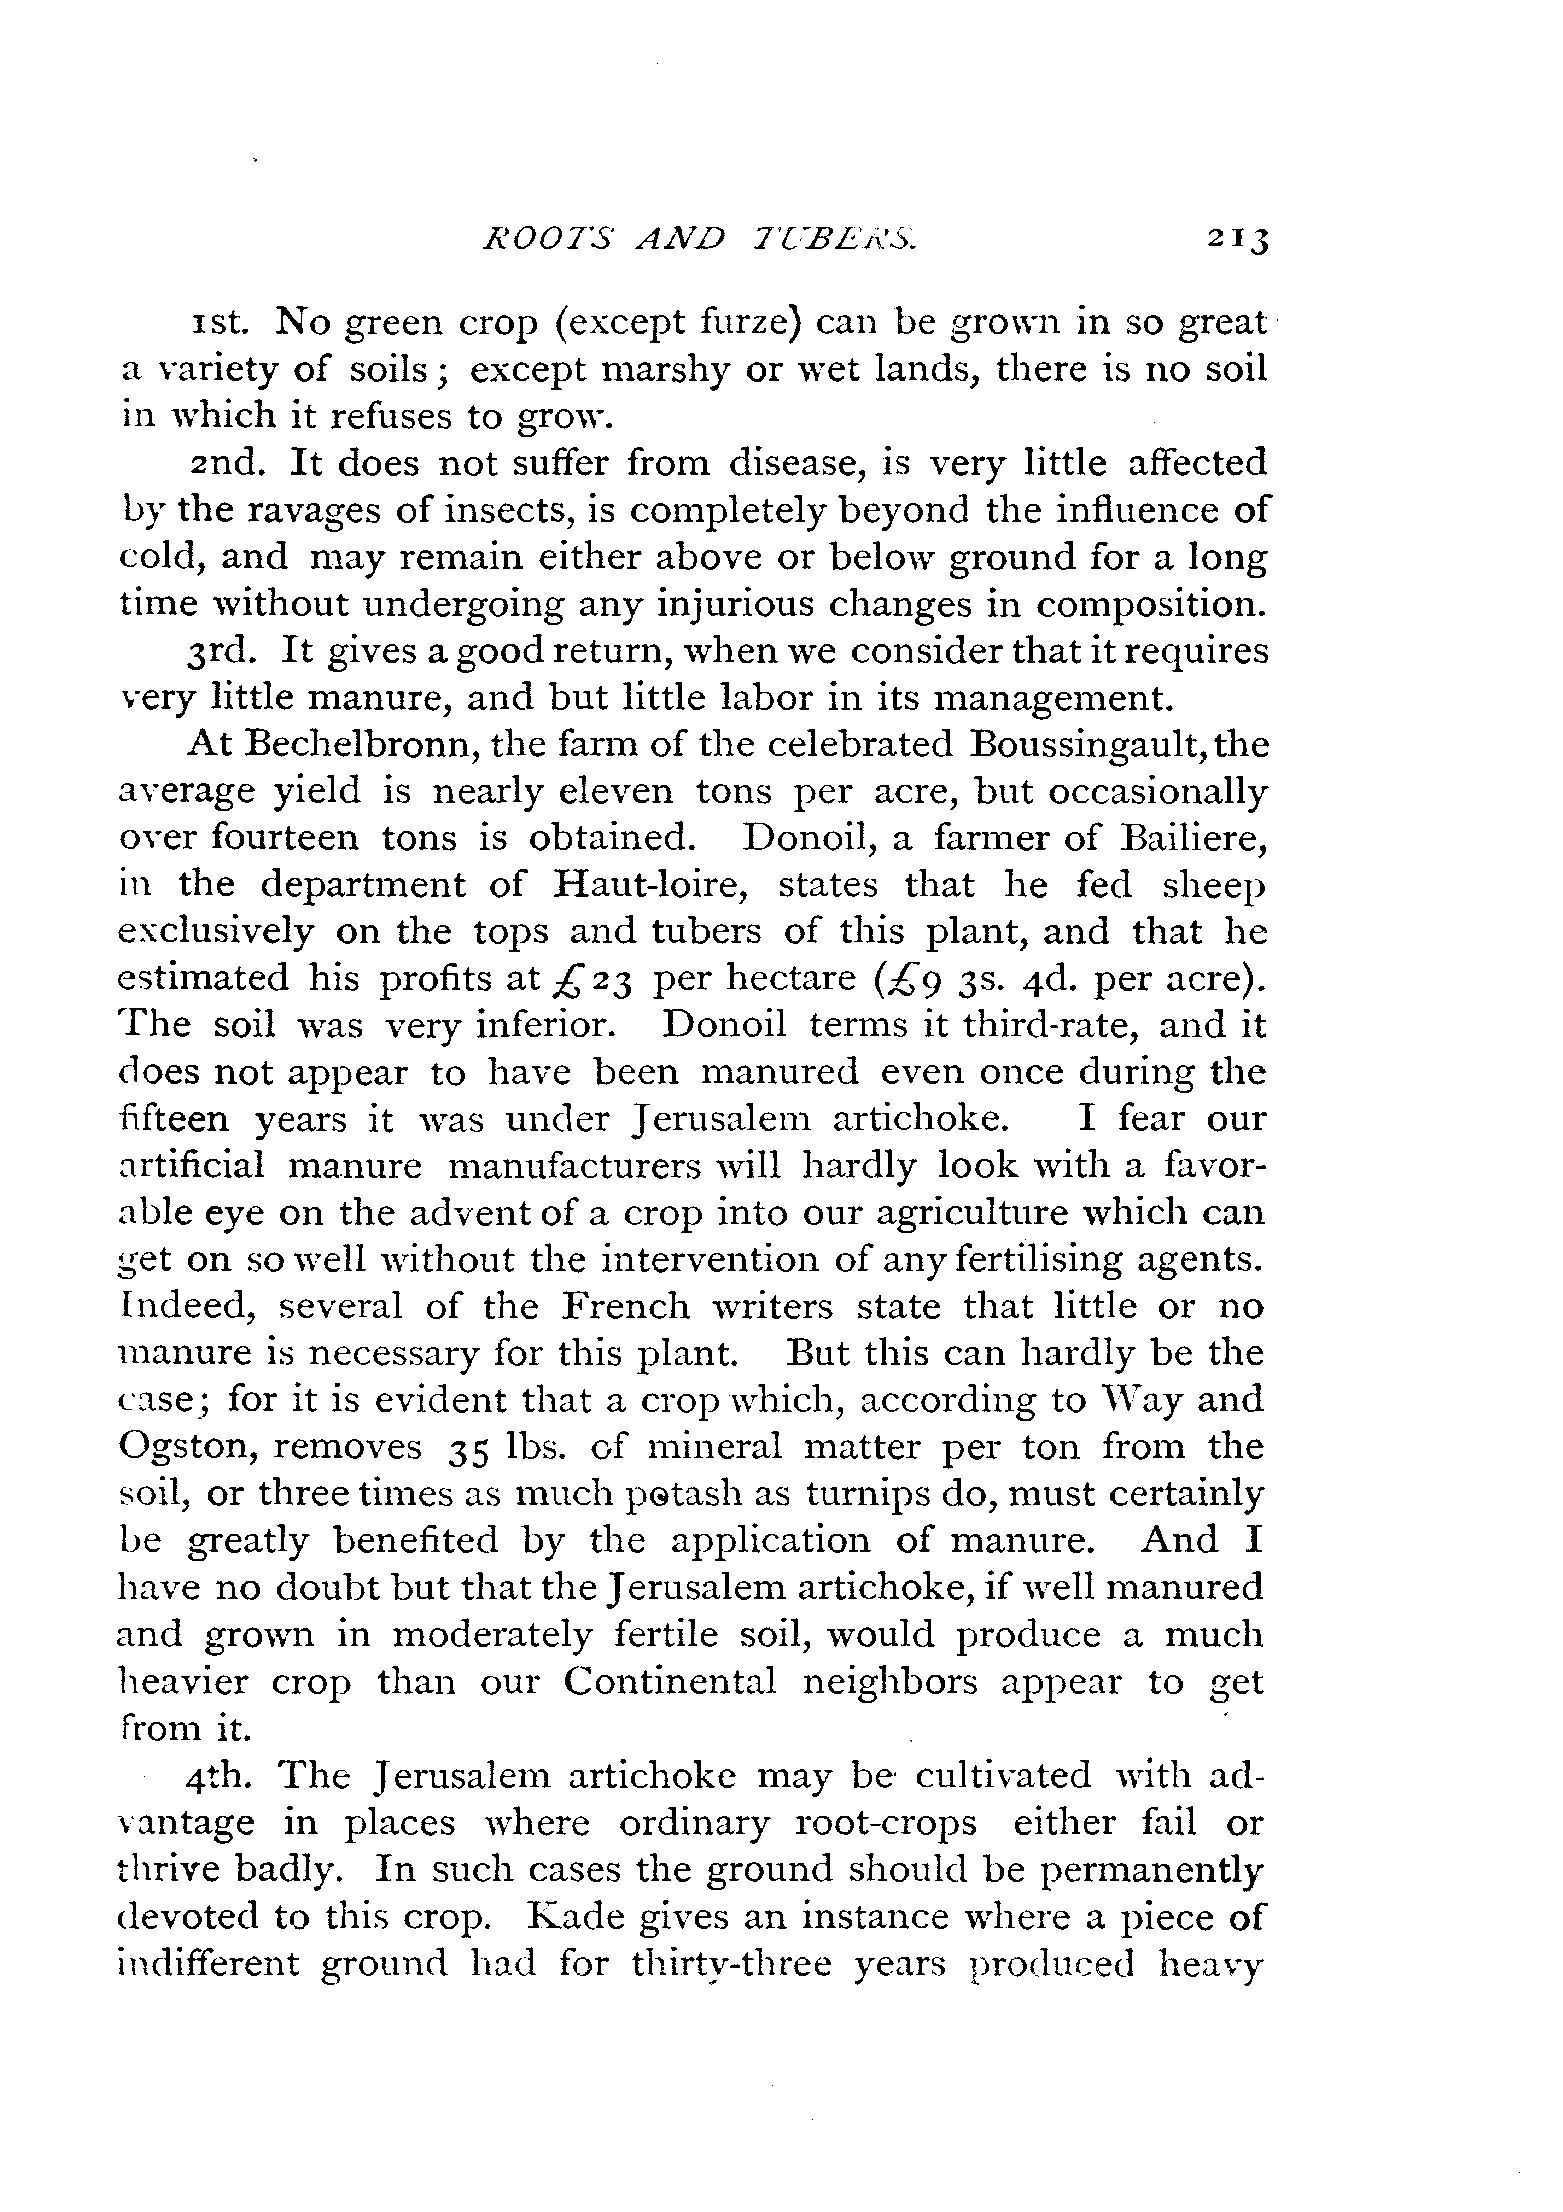 ROOTS AND TUBERS. 213
1st. No green crop (except furze) can be grown in so great
a variety of soils; except marshy or wet lands, there is no soil
in which it refuses to grow.
2nd. It does not suffer from disease, is very little affected
by the ravages of insects, is completely beyond the influence of
cold, and may remain either above or below ground for a long
time without undergoing any injurious changes in composition.
3rd. It gives a good return, when we consider that it requires
very little manure, and but little labor in its management.
At Bechelbronn, the farm of the celebrated Boussingault, the
average yield is nearly eleven tons per acre, but occasionally
over fourteen tons is obtained. Donoil, a farmer of Bailiere,
in the department of Haut-loire, states that he fed sheep
exclusively on the tops and tubers of this plant, and that he
estimated his profits at £23 per hectare (£9 3s. 4d. per acre).
The soil was very inferior. Donoil terms it third-rate, and it
does not appear to have been manured even once during the
fifteen years it was under Jerusalem artichoke. I fear our
artificial manure manufacturers will hardly look with a favor-
able eye on the advent of a crop into our agriculture which can
get on so well without the intervention of any fertilising agents.
Indeed, several of the French writers state that little or no
manure is necessary for this plant. But this can hardly be the
case; for it is evident that a crop which, according to Way and
Ogston, removes 35 lbs. of mineral matter per ton from the
soil, or three times as much potash as turnips do, must certainly
be greatly benefited by the application of manure. And I
have no doubt but that the Jerusalem artichoke, if well manured
and grown in moderately fertile soil, would produce a much
heavier crop than our Continental neighbors appear to get
from it.
4th. The Jerusalem artichoke may be cultivated with ad-
vantage in places where ordinary root-crops either fail or
thrive badly. In such cases the ground should be permanently
devoted to this crop. Kade gives an instance where a piece of
indifferent ground had for thirty-three years produced heavy